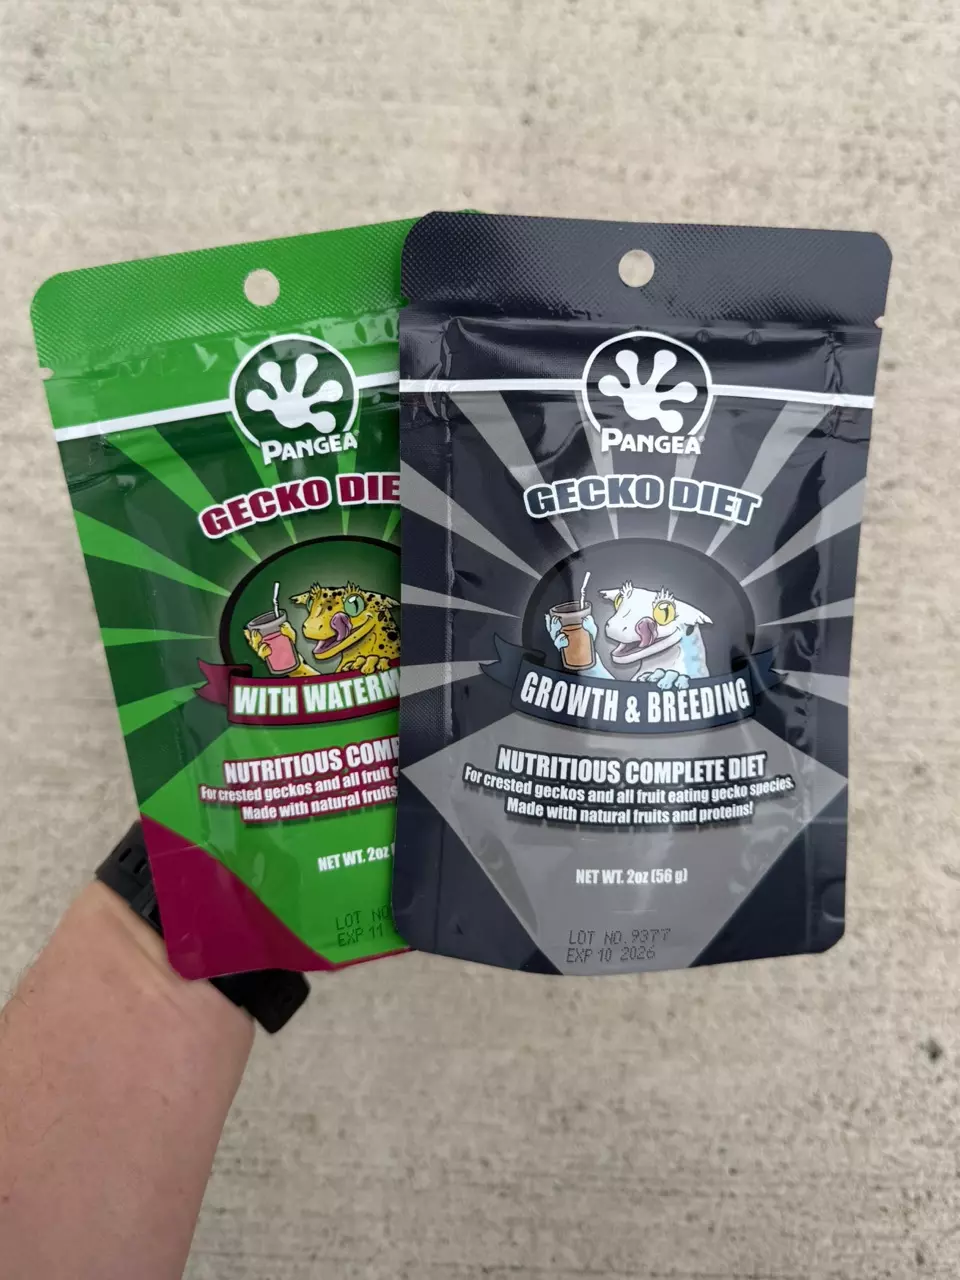 PANGEA
GECKO DIE
WITH WATERM
NUTRITIOUS COMP
For crested geckos and all fruit
Made with natural fruits
NET WT. 2oz
LOT NO
EXP 11
PANGEA®
GECKO DIET
GROWTH & BREEDING
NUTRITIOUS COMPLETE DIET
For crested geckos and all fruit eating gecko species.
Made with natural fruits and proteins!
NET WT. 2oz (56 g)
LOT NO. 9377
EXP 10 2026